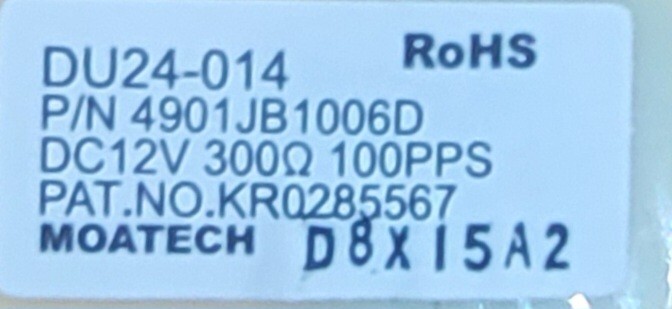 DU24-014 RoHS
P/N 4901JB1006D
DC12V 300Ω 100PPS
PAT.NO.KR0285567
MOATECH D8X15A2